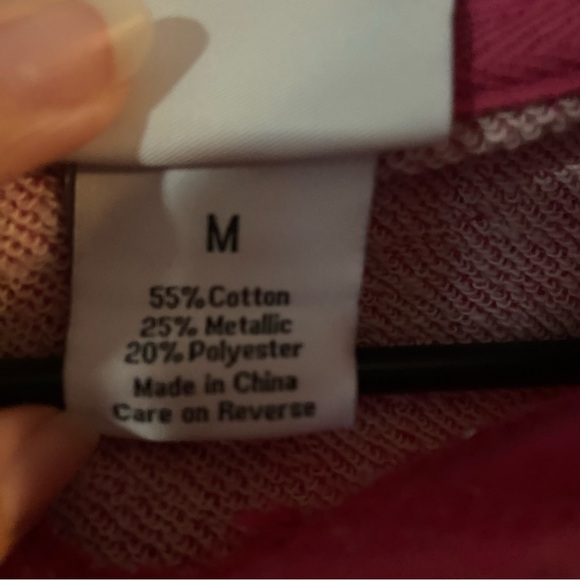 M
55% Cotton
25% Metallic
20% Polyester
Made in China
Care on Reverse